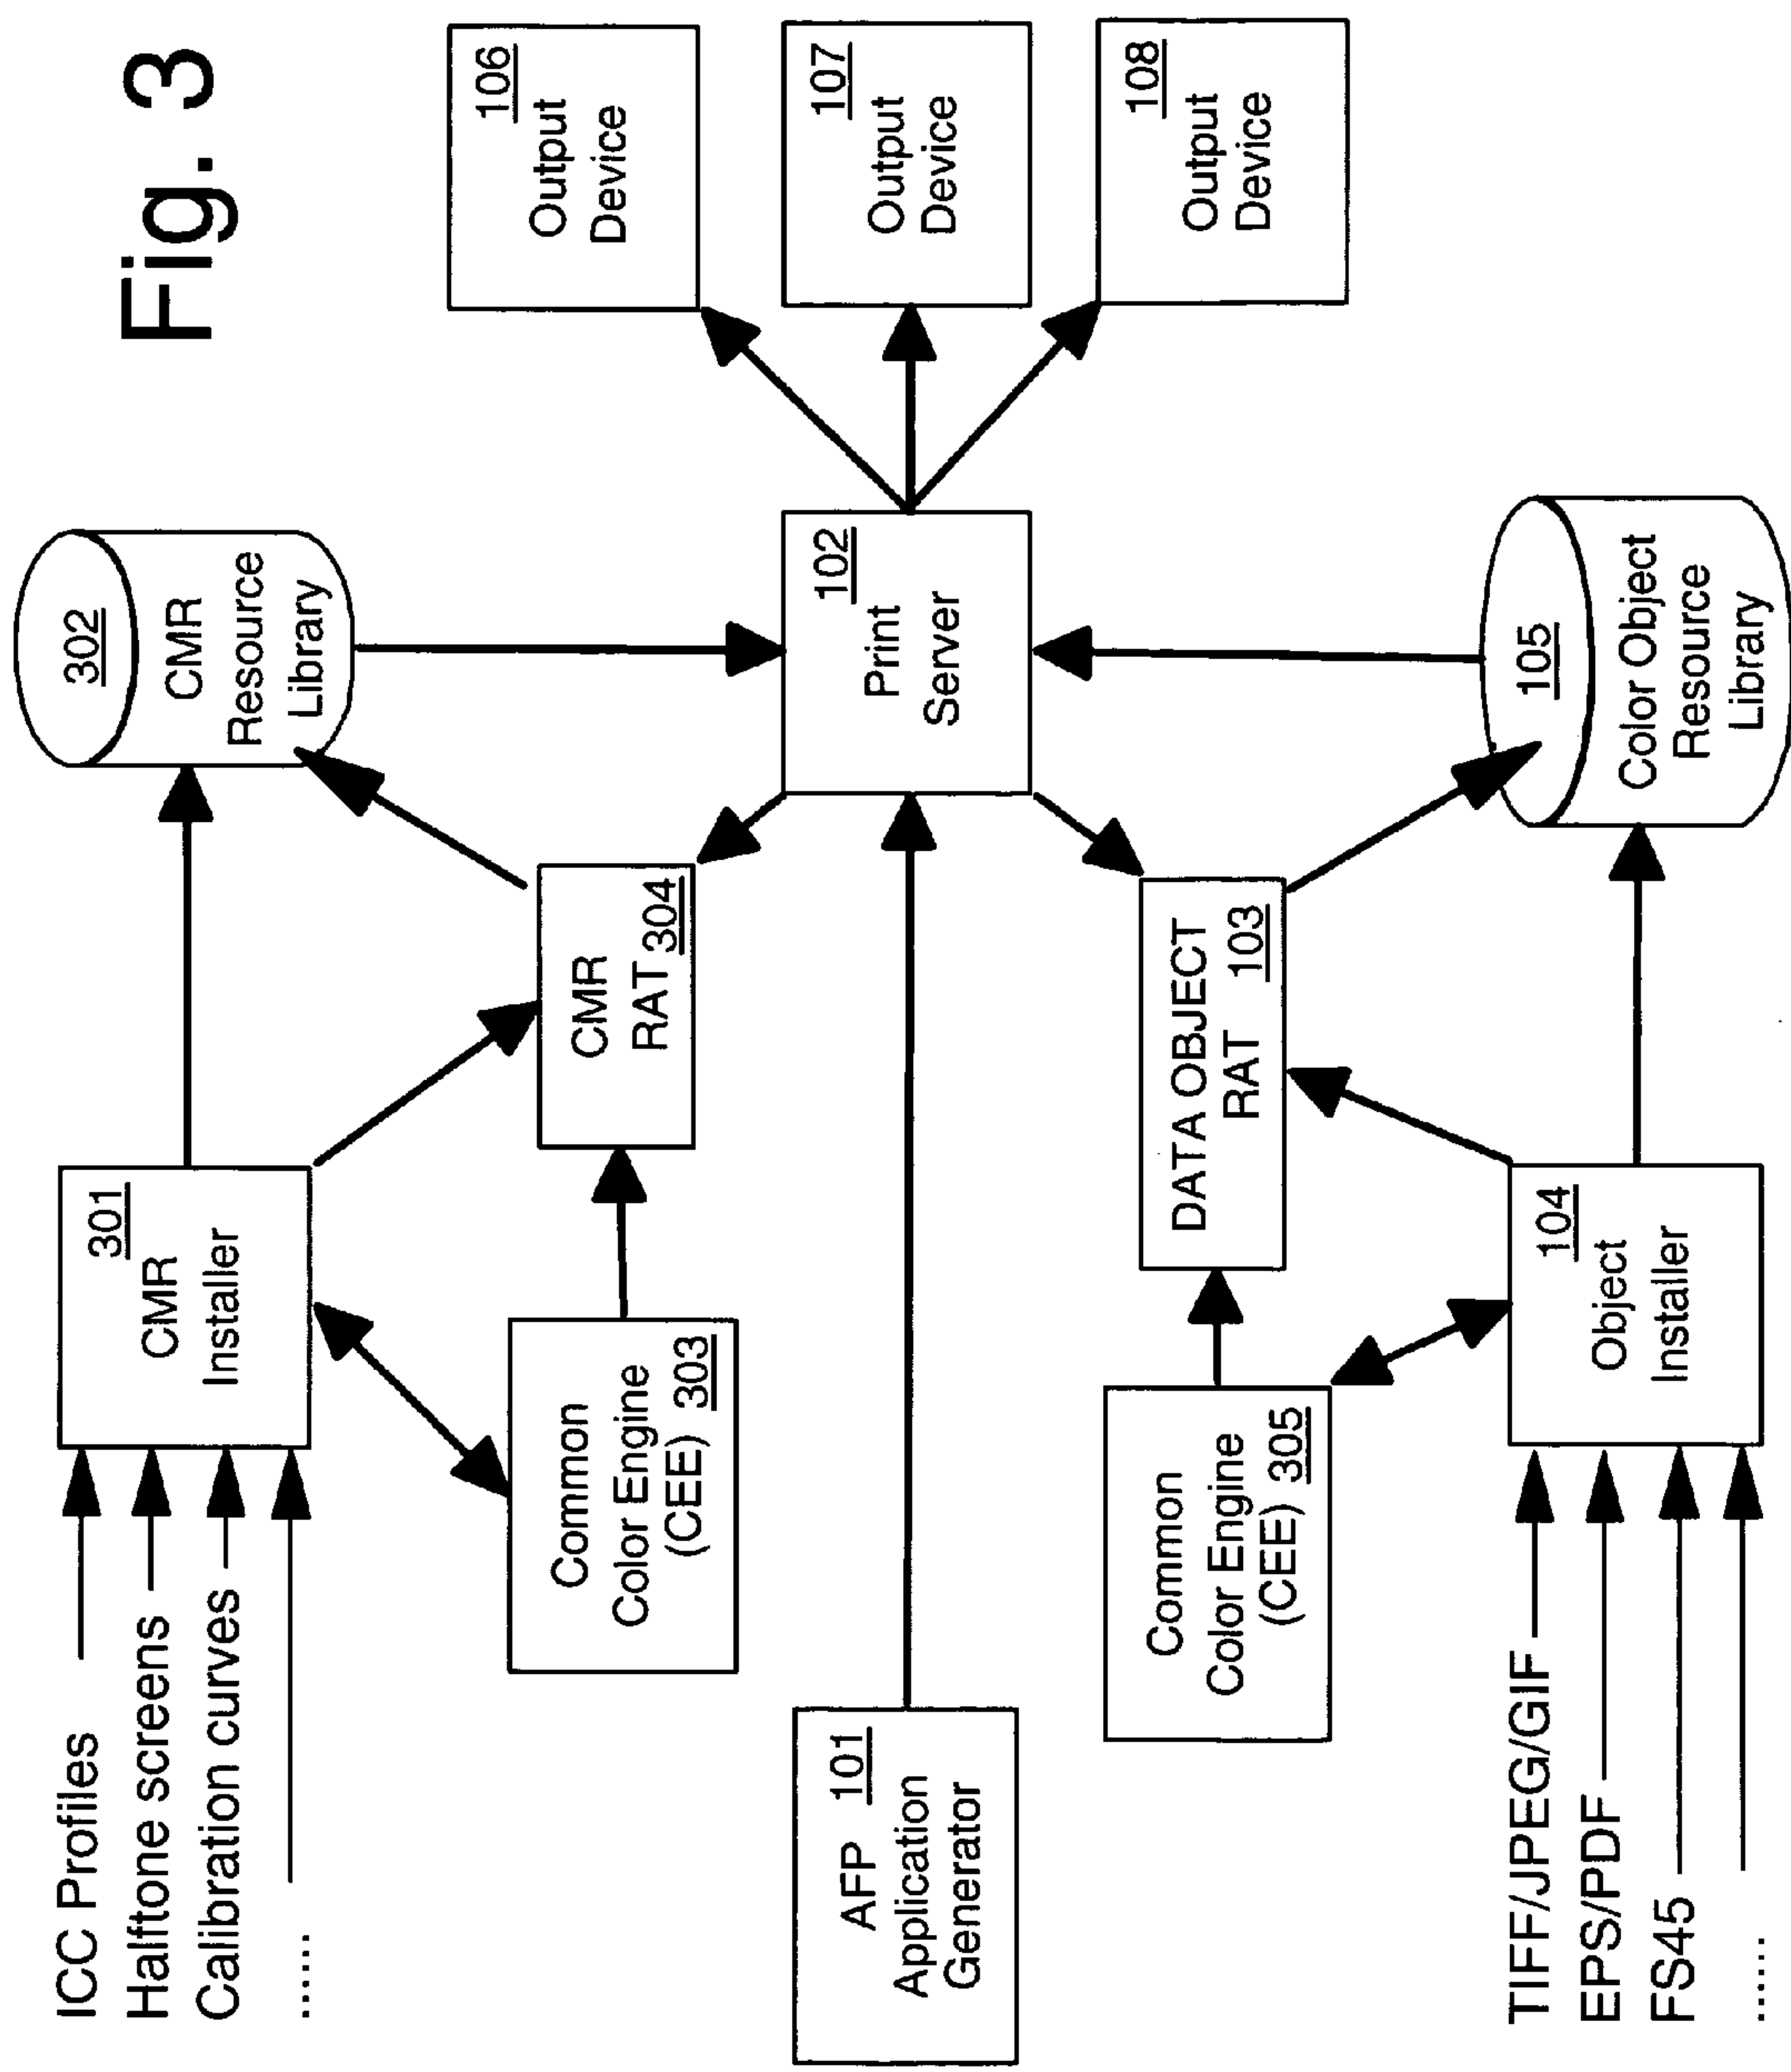 Fig. 3
ICC Profiles
Halftone screens
Calibration curves
......
301
CMR
Installer
302
CMR
Resource
Library
Common
Color Engine
(CEE) 303
CMR
RAT 304
AFP 101
Application
Generator
102
Print
Server
106
Output
Device
107
Output
Device
108
Output
Device
Common
Color Engine
(CEE) 305
DATA OBJECT
RAT 103
TIFF/JPEG/GIF
EPS/PDF
FS45
......
104
Object
Installer
105
Color Object
Resource
Library